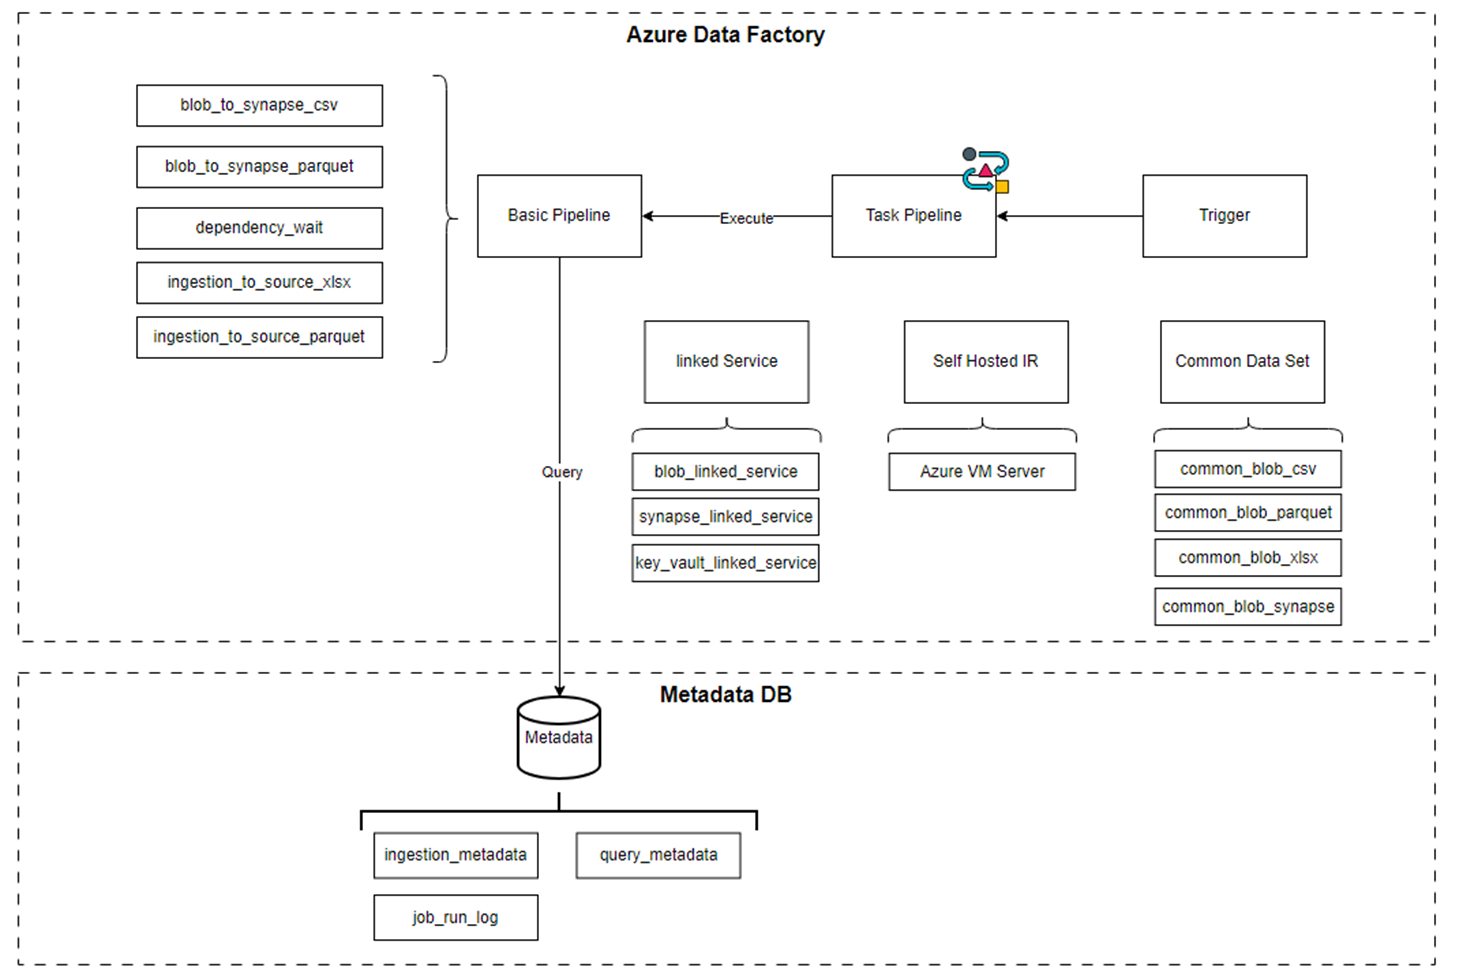 Azure Data Factory
blob_to_synapse_csv
blob_to_synapse_parquet
dependency_wait
ingestion_to_source_xlsx
ingestion_to_source_parquet
Basic Pipeline
Execute
Task Pipeline
Trigger
linked Service
Self Hosted IR
Common Data Set
Query
blob_linked_service
synapse_linked_service
key_vault_linked_service
Azure VM Server
common_blob_csv
common_blob_parquet
common_blob_xlsx
common_blob_synapse
Metadata DB
Metadata
ingestion_metadata
query_metadata
job_run_log